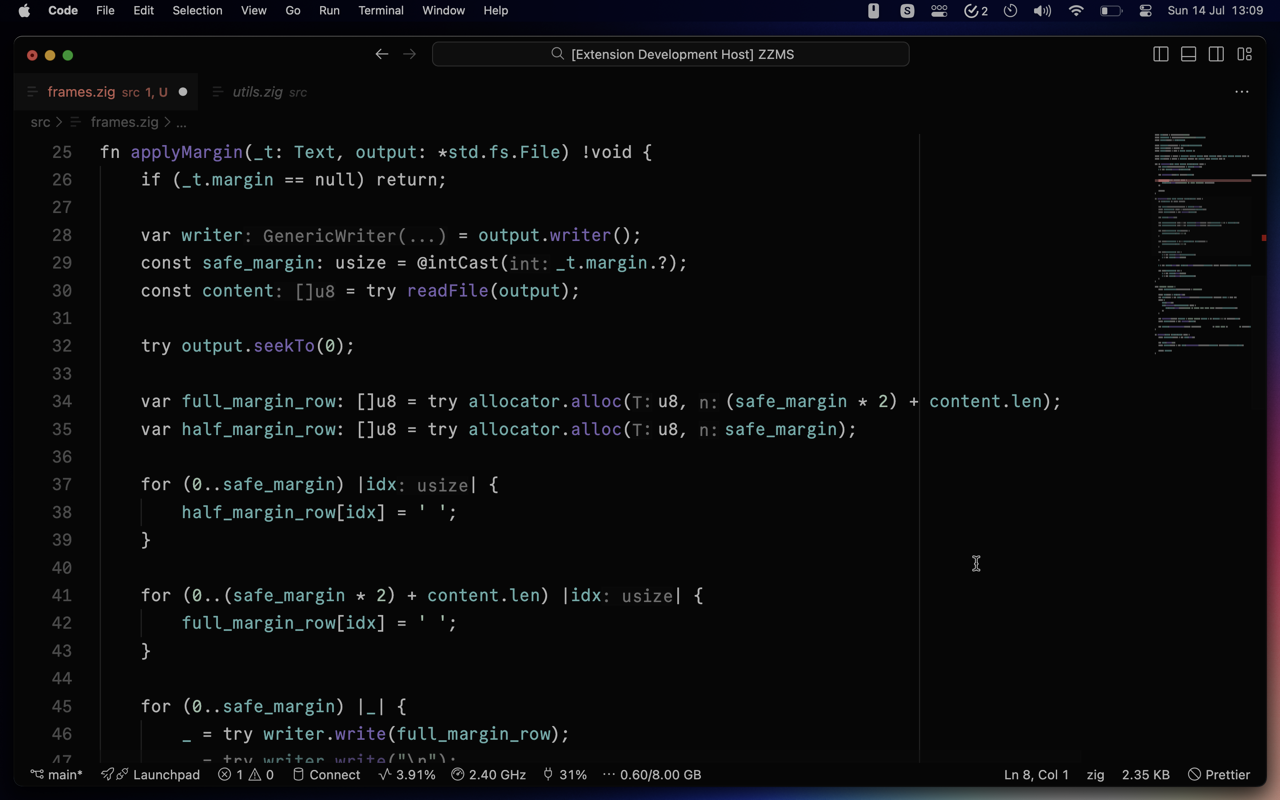 Code File Edit Selection View Go Run Terminal Window Help S 2 Sun 14 Jul 13:09
[Extension Development Host] ZZMS
frames.zig src 1, U utils.zig src ...
src > frames.zig > ...
25 fn applyMargin(_t: Text, output: *std.fs.File) !void {
26 if (_t.margin == null) return;
27
28 var writer: GenericWriter(...) = output.writer();
29 const safe_margin: usize = @intCast(int: _t.margin.?);
30 const content: []u8 = try readFile(output);
31
32 try output.seekTo(0);
33
34 var full_margin_row: []u8 = try allocator.alloc(T: u8, n: (safe_margin * 2) + content.len);
35 var half_margin_row: []u8 = try allocator.alloc(T: u8, n: safe_margin);
36
37 for (0..safe_margin) |idx: usize| {
38 half_margin_row[idx] = ' ';
39 }
40
41 for (0..(safe_margin * 2) + content.len) |idx: usize| {
42 full_margin_row[idx] = ' ';
43 }
44
45 for (0..safe_margin) |_| {
46 _ = try writer.write(full_margin_row);
47 _ = try writer.write("\n");
main* Launchpad 1 0 Connect 3.91% 2.40 GHz 31% 0.60/8.00 GB Ln 8, Col 1 zig 2.35 KB Prettier